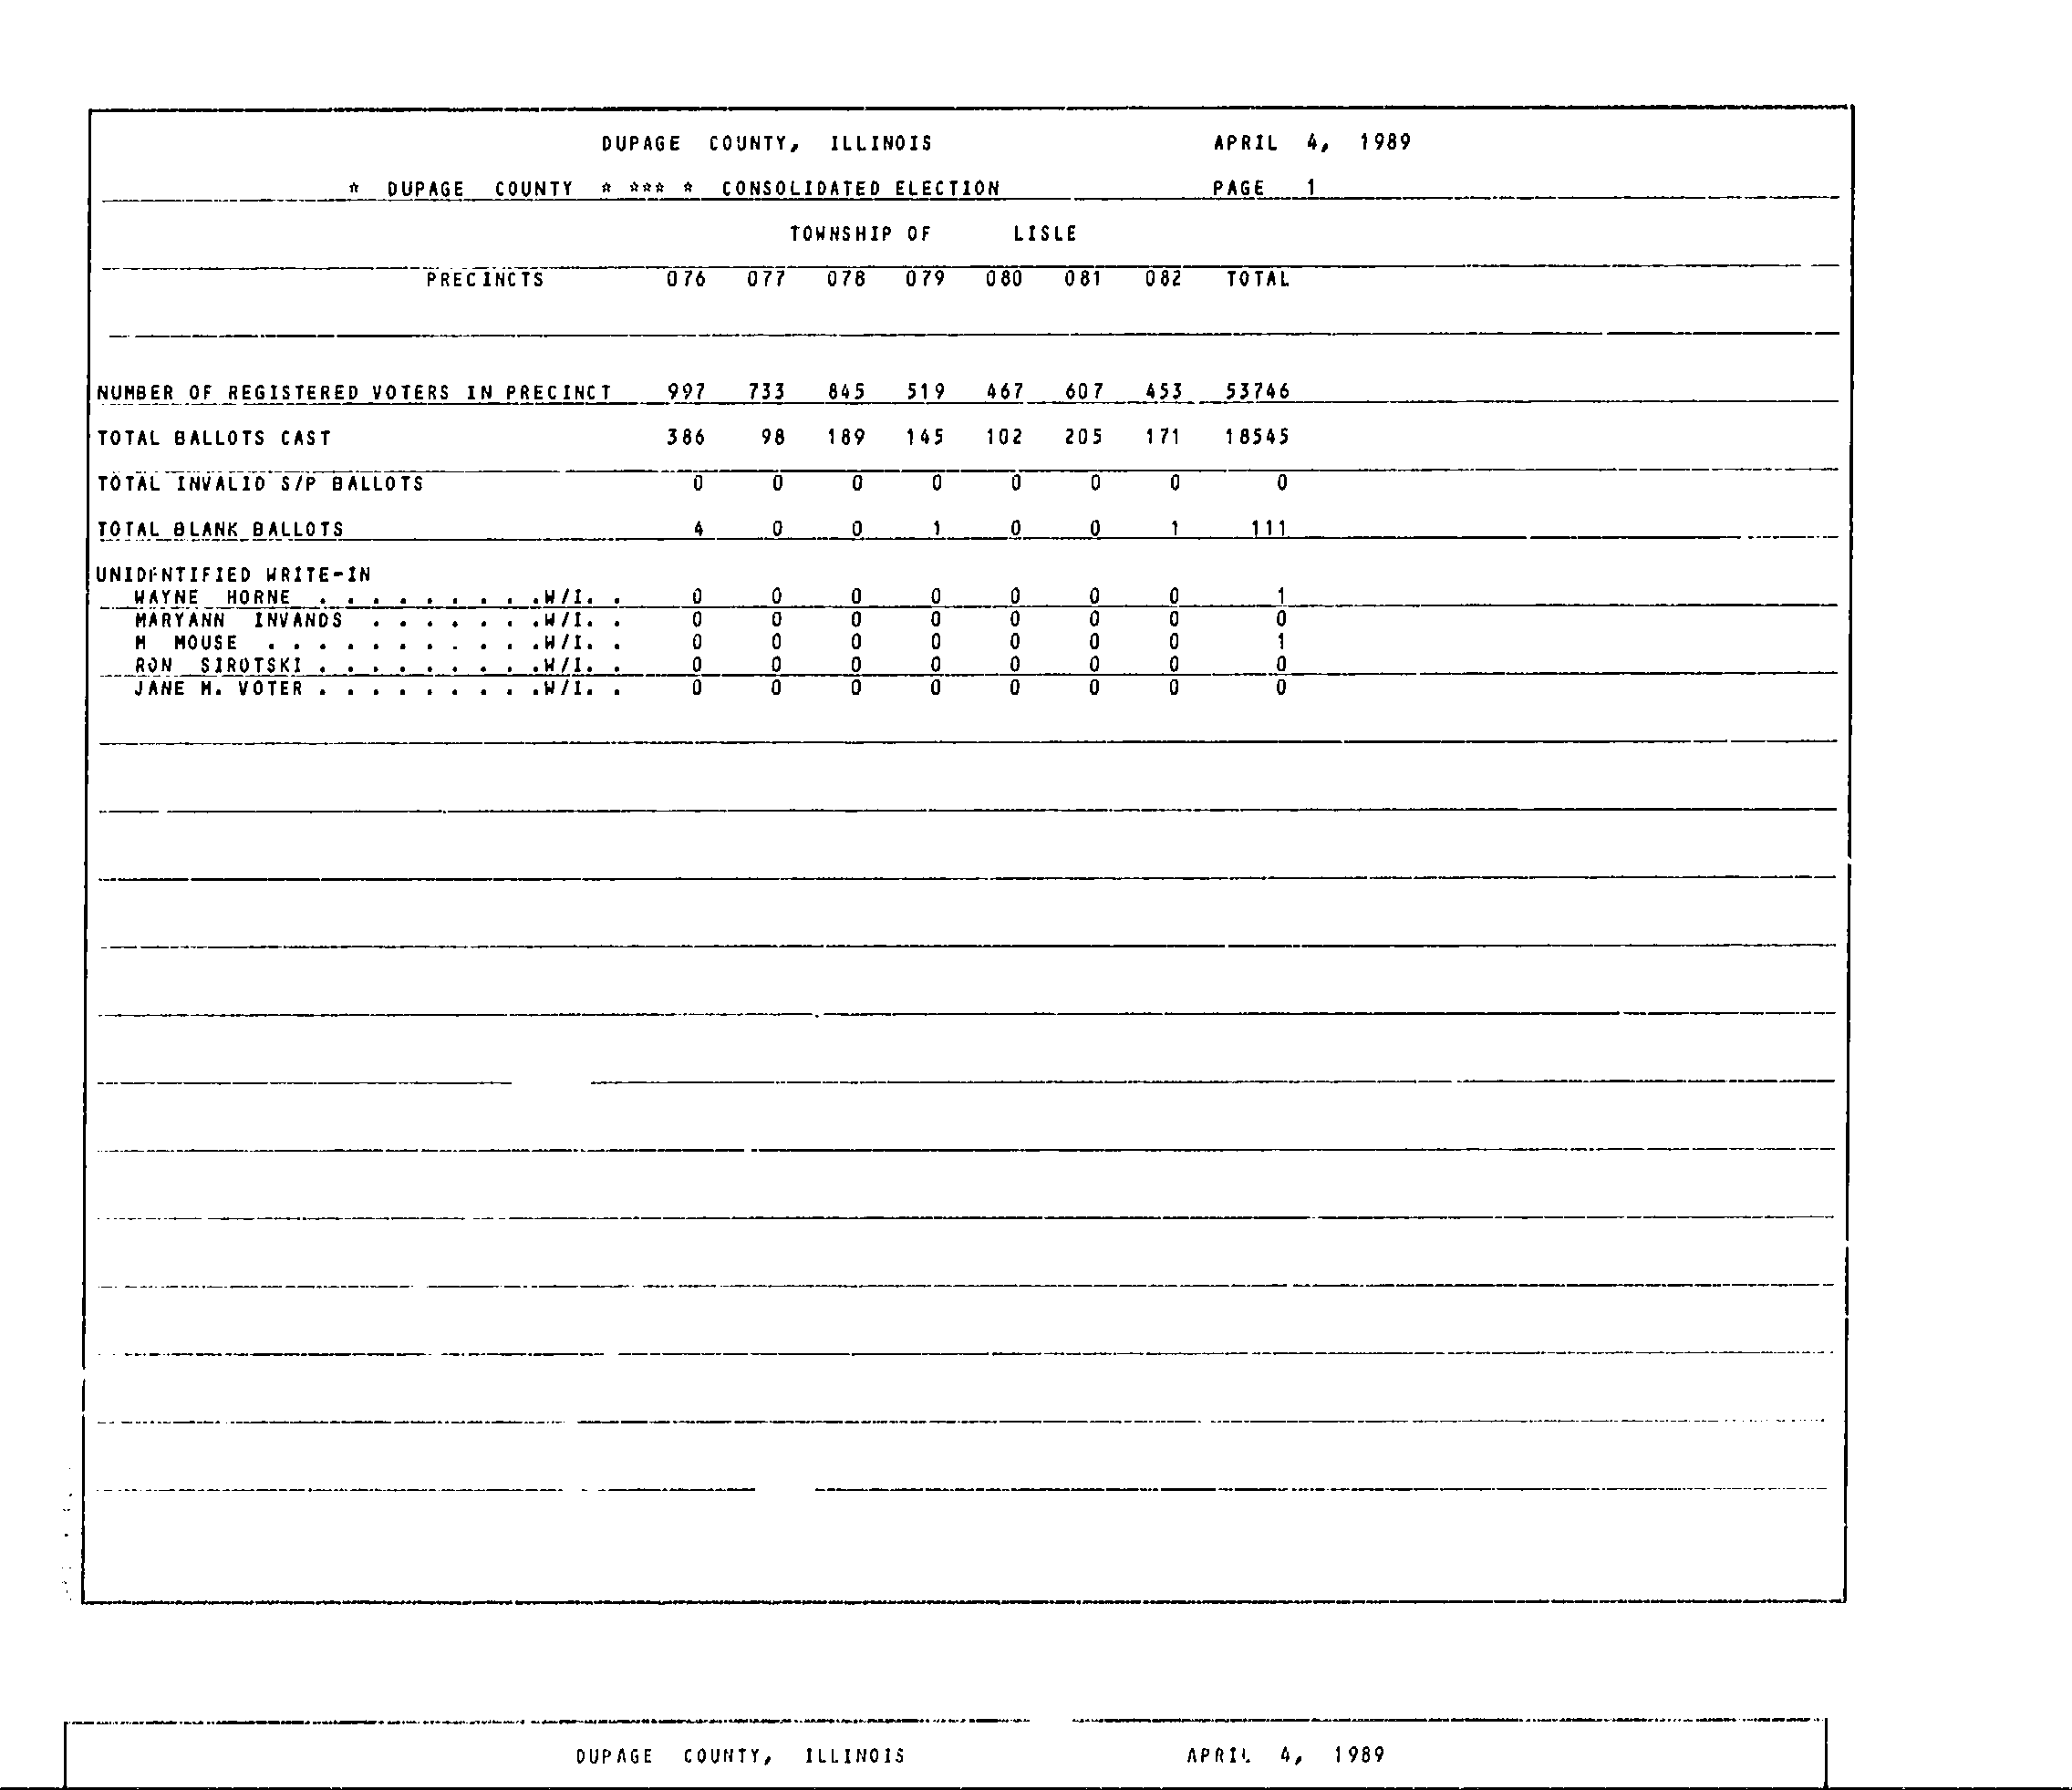 DUPAGE COUNTY, ILLINOIS APRIL 4, 1989
* DUPAGE COUNTY * *** * CONSOLIDATED ELECTION PAGE 1
TOWNSHIP OF LISLE
PRECINCTS 076 077 078 079 080 081 082 TOTAL
NUMBER OF REGISTERED VOTERS IN PRECINCT 997 733 845 519 467 607 453 53746
TOTAL BALLOTS CAST 386 98 189 145 102 205 171 18545
TOTAL INVALID S/P BALLOTS 0 0 0 0 0 0 0 0
TOTAL BLANK BALLOTS 4 0 0 1 0 0 1 111
UNIDENTIFIED WRITE-IN
WAYNE HORNE . . . . . . . . .W/I. . 0 0 0 0 0 0 0 1
MARYANN INVANDS . . . . . . .W/I. . 0 0 0 0 0 0 0 0
M MOUSE . . . . . . . . . . .W/I. . 0 0 0 0 0 0 0 1
RON SIROTSKI . . . . . . . . .W/I. . 0 0 0 0 0 0 0 0
JANE M. VOTER . . . . . . . . .W/I. . 0 0 0 0 0 0 0 0
DUPAGE COUNTY, ILLINOIS APRIL 4, 1989